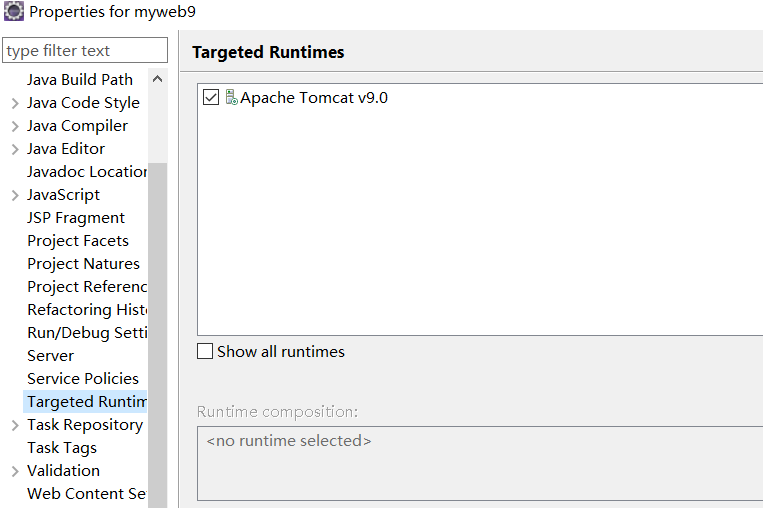 Properties for myweb9
type filter text
Java Build Path
Java Code Style
Java Compiler
Java Editor
Javadoc Location
JavaScript
JSP Fragment
Project Facets
Project Natures
Project Referenc
Refactoring Histo
Run/Debug Setti
Server
Service Policies
Targeted Runtim
Task Repository
Task Tags
Validation
Web Content Se
Targeted Runtimes
Apache Tomcat v9.0
Show all runtimes
Runtime composition:
<no runtime selected>